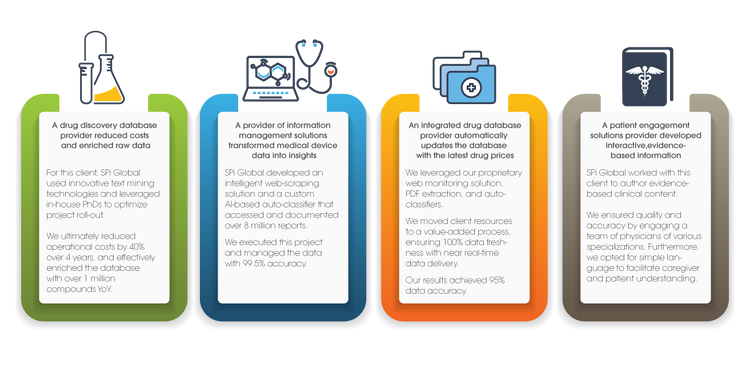 A drug discovery database
provider reduced costs
and enriched raw data
For this client, SPi Global
used innovative text mining
technologies and leveraged
in-house PhDs to optimize
project roll-out.
We ultimately reduced
operational costs by 40%
over 4 years, and effectively
enriched the database
with over 1 million
compounds YoY.
A provider of information
management solutions
transformed medical device
data into insights
SPi Global developed an
intelligent web-scraping
solution and a custom
AI-based auto-classifier that
accessed and documented
over 8 million reports.
We executed this project
and managed the data
with 99.5% accuracy.
An integrated drug database
provider automatically
updates the database
with the latest drug prices
We leveraged our proprietary
web monitoring solution,
PDF extraction, and auto-
classifiers.
We moved client resources
to a value-added process,
ensuring 100% data fresh-
ness with near real-time
data delivery.
Our results achieved 95%
data accuracy.
A patient engagement
solutions provider developed
interactive,evidence-
based information
SPi Global worked with this
client to author evidence-
based clinical content.
We ensured quality and
accuracy by engaging a
team of physicians of various
specializations. Furthermore,
we opted for simple lan-
guage to facilitate caregiver
and patient understanding.